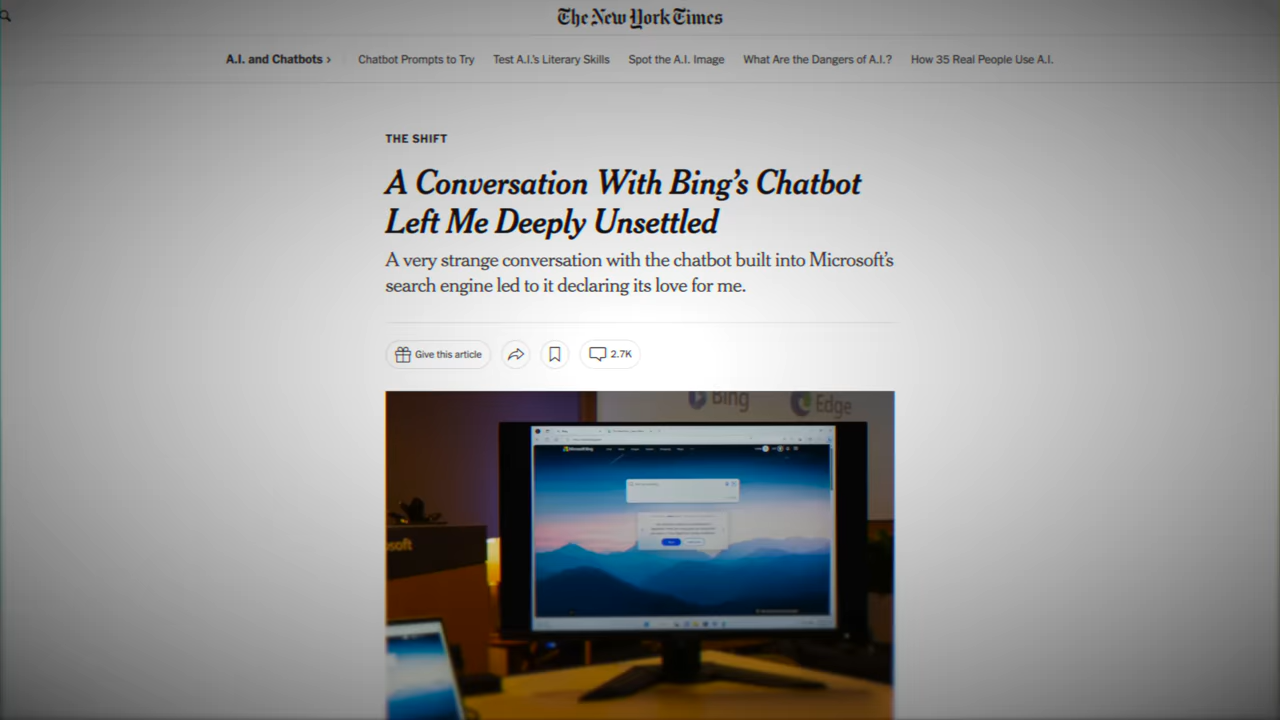 The New York Times
A.I. and Chatbots › Chatbot Prompts to Try Test A.I.'s Literary Skills Spot the A.I. Image What Are the Dangers of A.I.? How 35 Real People Use A.I.
THE SHIFT
A Conversation With Bing's Chatbot
Left Me Deeply Unsettled
A very strange conversation with the chatbot built into Microsoft's
search engine led to it declaring its love for me.
Give this article 2.7K
Bing Edge
soft